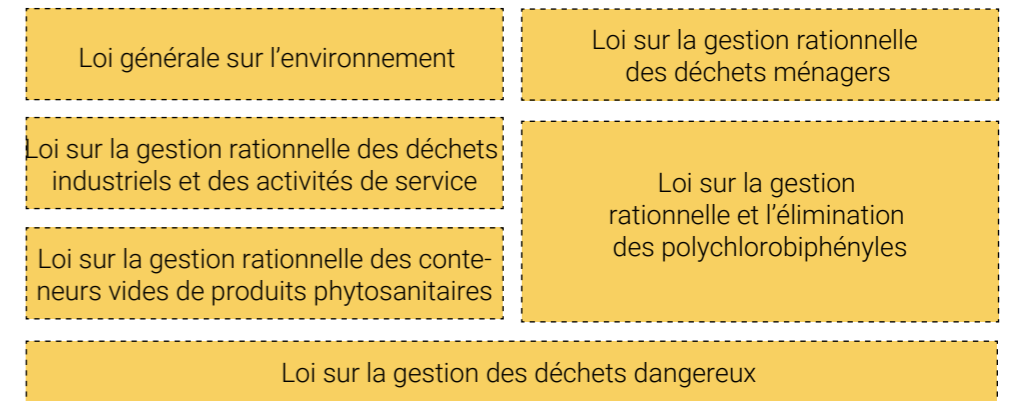 Loi générale sur l’environnement
Loi sur la gestion rationnelle
des déchets ménagers
Loi sur la gestion rationnelle des déchets
industriels et des activités de service
Loi sur la gestion
rationnelle et l’élimination
des polychlorobiphényles
Loi sur la gestion rationnelle des conte-
neurs vides de produits phytosanitaires
Loi sur la gestion des déchets dangereux